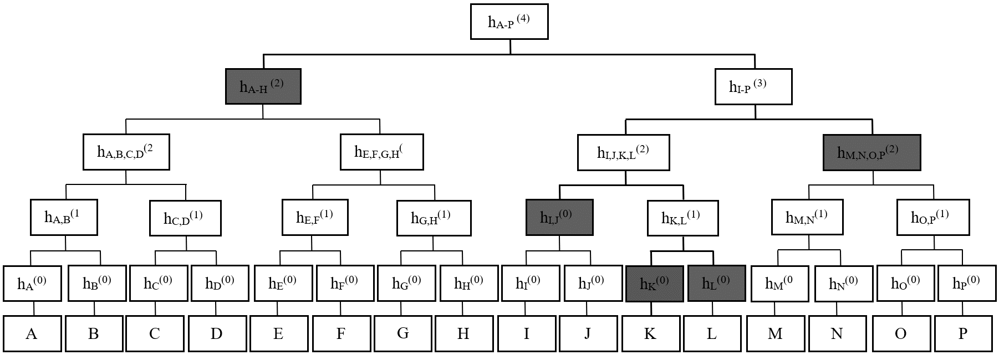 hA-P (4)
hA-H (2) hI-P (3)
hA,B,C,D(2 hE,F,G,H( hI,J,K,L(2) hM,N,O,P(2)
hA,B(1 hC,D(1) hE,F(1) hG,H(1) hI,J(0) hK,L(1) hM,N(1) hO,P(1)
hA(0) hB(0) hC(0) hD(0) hE(0) hF(0) hG(0) hH(0) hI(0) hJ(0) hK(0) hL(0) hM(0 hN(0) hO(0) hP(0)
A B C D E F G H I J K L M N O P